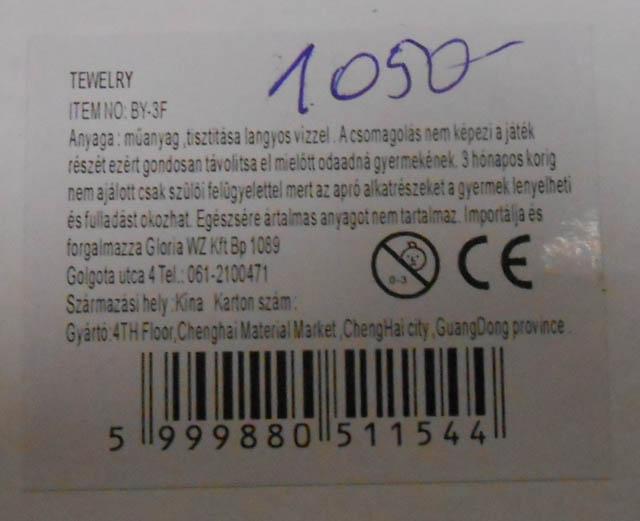 1050-
TEWELRY
ITEM NO: BY-3F
Anyaga : műanyag ,tisztitása langyos vizzel . A csomagolás nem képezi a játék
részét ezért gondosan távolitsa el mielőtt odaadná gyermekének. 3 hónapos korig
nem ajálott csak szülői felügyelettel mert az apró alkatrészeket a gyermek lenyelheti
és fulladást okozhat. Egészsére ártalmas anyagot nem tartalmaz. Importálja és
forgalmazza Gloria WZ Kft Bp 1089
Golgota utca 4 Tel.: 061-2100471
0-3
CE
Származási hely :Kína Karton szám :
Gyártó:4TH Floor,Chenghai Material Market ,ChengHai city ,GuangDong province .
5 999880 511544